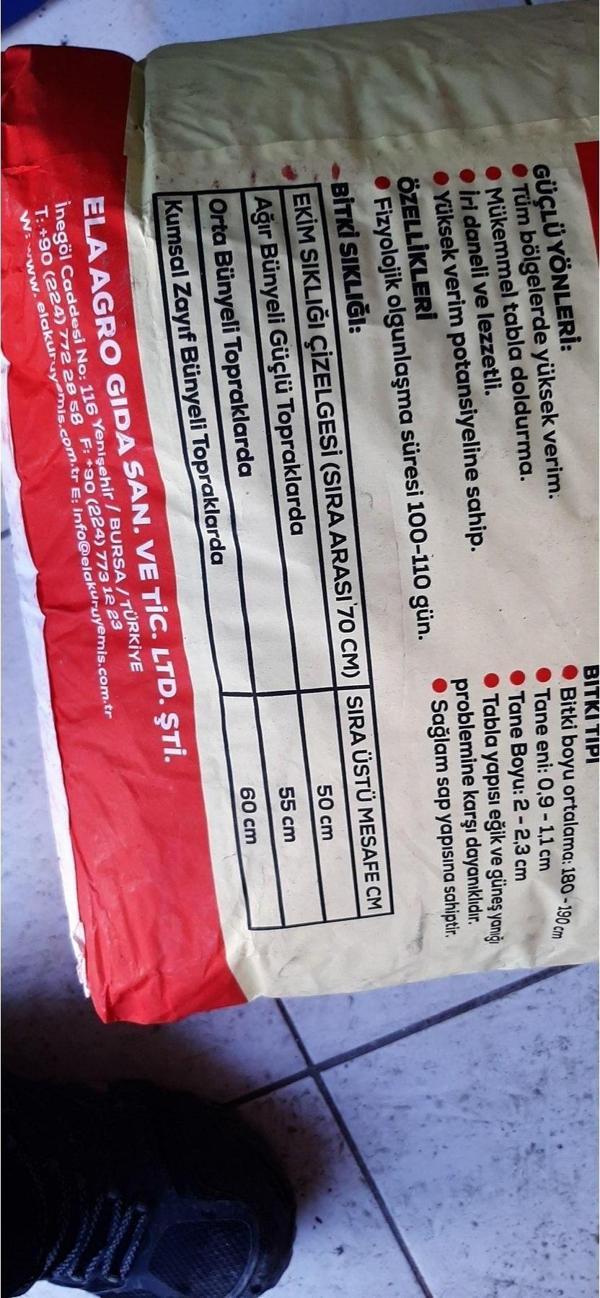 GÜÇLÜ YÖNLERİ:
● Tüm bölgelerde yüksek verim.
● Mükemmel tabla doldurma.
● İri daneli ve lezzetli.
● Yüksek verim potansiyeline sahip.
ÖZELLİKLERİ
● Fizyolojik olgunlaşma süresi 100-110 gün.
BİTKİ TİPİ
● Bitki boyu ortalama: 180 - 190 cm
● Tane eni: 0,9 - 1,1 cm
● Tane Boyu: 2 - 2,3 cm
● Tabla yapısı eğik ve güneş yanığı
problemine karşı dayanıklıdır.
● Sağlam sap yapısına sahiptir.
BİTKİ SIKLIĞI:
EKİM SIKLIĞI ÇİZELGESİ (SIRA ARASI 70 CM) SIRA ÜSTÜ MESAFE CM
Ağır Bünyeli Güçlü Topraklarda 50 cm
Orta Bünyeli Topraklarda 55 cm
Kumsal Zayıf Bünyeli Topraklarda 60 cm
ELA AGRO GIDA SAN. VE TİC. LTD. ŞTİ.
İnegöl Caddesi No: 116 Yenişehir / BURSA / TÜRKİYE
T: +90 (224) 772 28 58 F: +90 (224) 773 12 23
W: www. elakuruyemis.com.tr E: info@elakuruyemis.com.tr